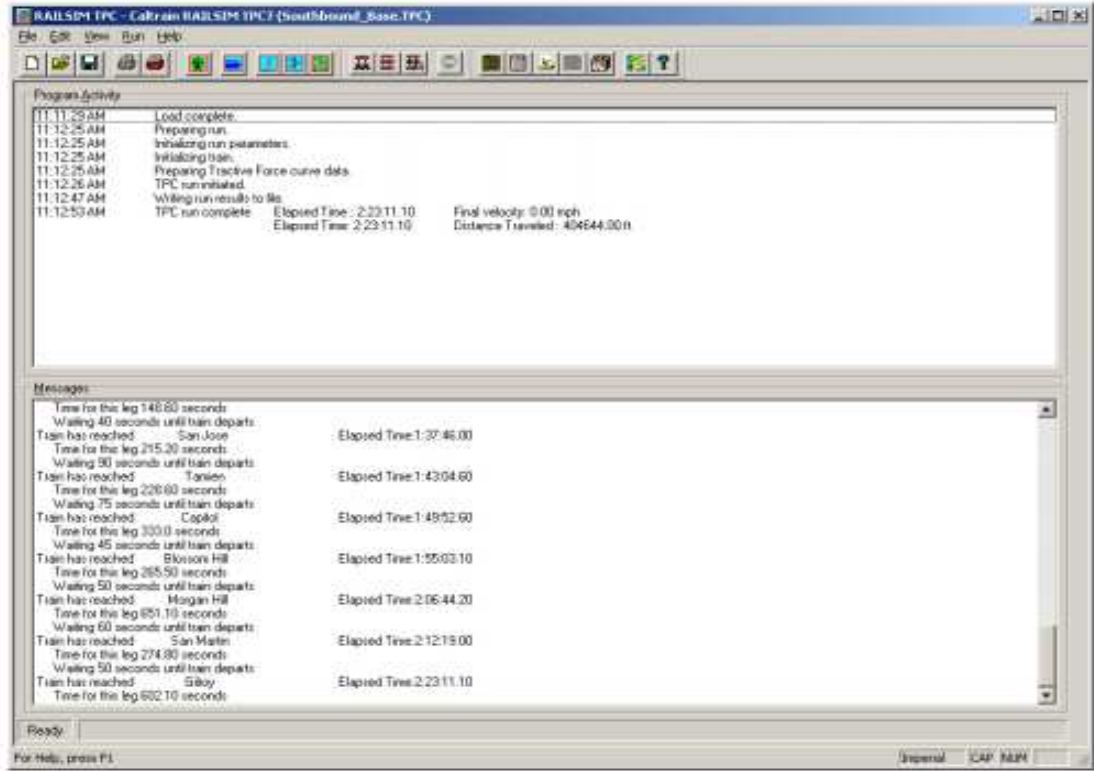 RAILSIM TPC - Caltrain RAILSIM TPC7 (Southbound_Base.TPC)
File Edit View Run Help
Program Activity
11:11:29 AM Load complete.
11:12:25 AM Preparing run.
11:12:25 AM Initializing run parameters.
11:12:25 AM Initializing train.
11:12:25 AM Preparing Tractive Force curve data.
11:12:26 AM TPC run initiated.
11:12:47 AM Writing run results to file.
11:12:53 AM TPC run complete Elapsed Time : 2:23:11.10 Final velocity: 0.00 mph
Elapsed Time: 2:23:11.10 Distance Traveled : 404644.00 ft
Messages
Time for this leg 148.80 seconds
Waiting 40 seconds until train departs
Train has reached San Jose Elapsed Time:1:37:46.00
Time for this leg 215.20 seconds
Waiting 90 seconds until train departs
Train has reached Tamien Elapsed Time:1:43:04.60
Time for this leg 228.60 seconds
Waiting 75 seconds until train departs
Train has reached Capitol Elapsed Time:1:49:52.60
Time for this leg 333.0 seconds
Waiting 45 seconds until train departs
Train has reached Blossom Hill Elapsed Time:1:55:03.10
Time for this leg 265.50 seconds
Waiting 50 seconds until train departs
Train has reached Morgan Hill Elapsed Time:2:06:44.20
Time for this leg 651.10 seconds
Waiting 60 seconds until train departs
Train has reached San Martin Elapsed Time:2:12:19.00
Time for this leg 274.80 seconds
Waiting 50 seconds until train departs
Train has reached Gilroy Elapsed Time:2:23:11.10
Time for this leg 602.10 seconds
Ready
For Help, press F1
Imperial CAP NUM